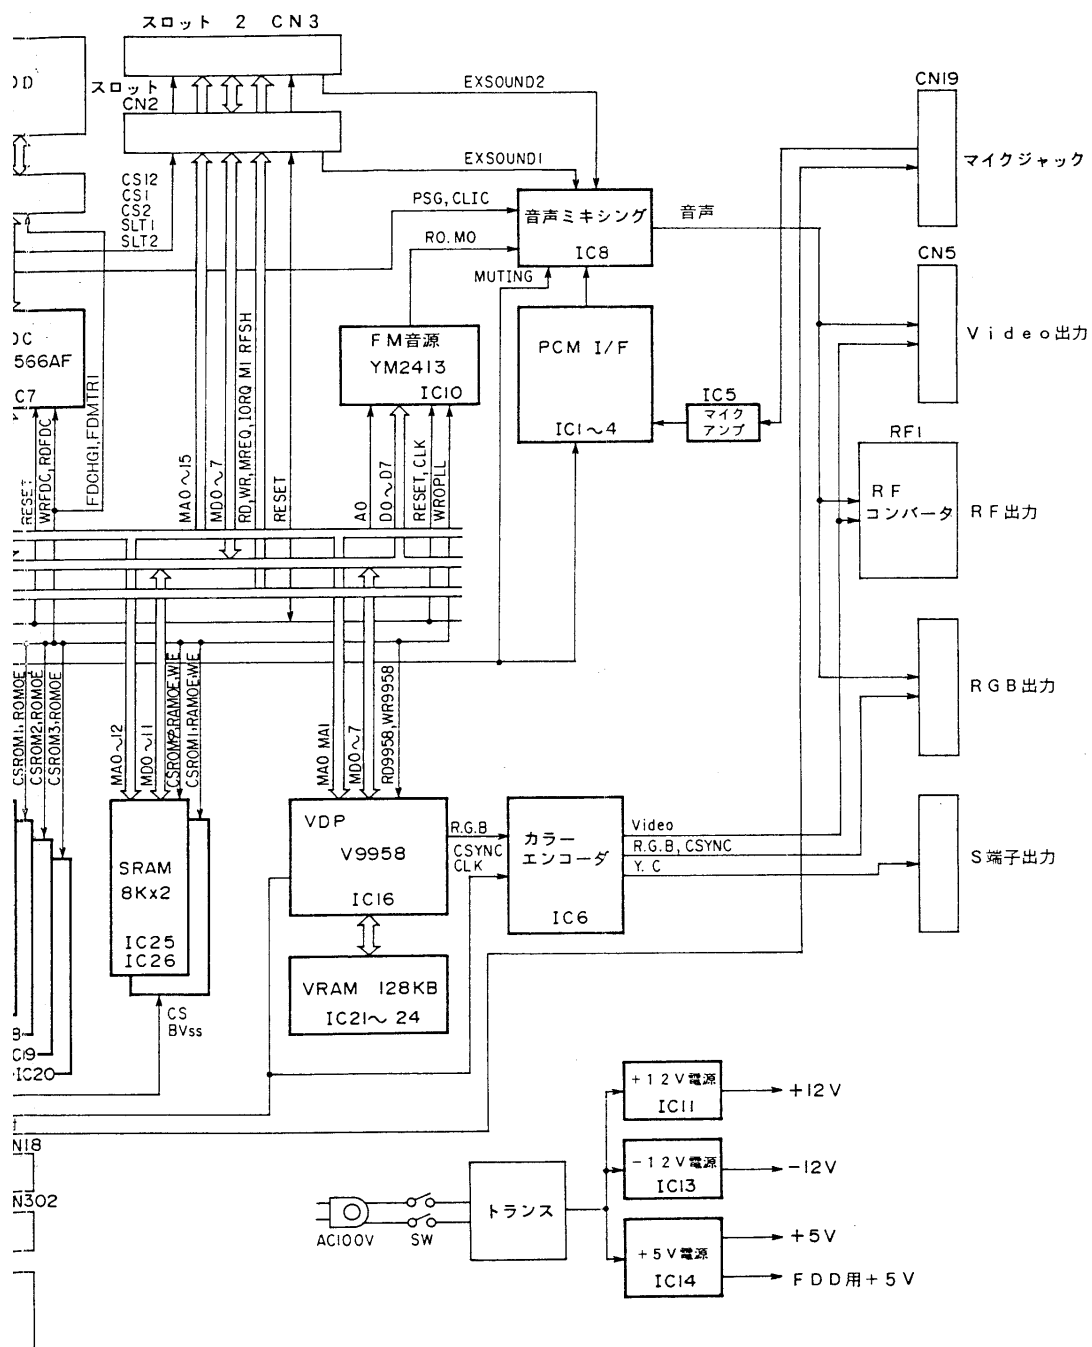 スロット 2 CN3
スロット
CN2
EXSOUND2
EXSOUND1
CS12
CS1
CS2
SLT1
SLT2
PSG,CLIC
RO.MO
MUTING
音声ミキシング
IC8
音声
CN19
マイクジャック
CN5
Video出力
566AF
C7
FM音源
YM2413
IC10
PCM I/F
IC1～4
IC5
マイク
アンプ
RF1
RF
コンバータ
RF出力
RESET
WRFDC,RDFDC
FDCHG1,FDMTR1
MA0～15
MD0～7
RD,WR,MREQ,IORQ M1 RFSH
RESET
A0
D0～D7
RESET,CLK
WROPLL
RGB出力
CSROM1,ROMOE
CSROM2,ROMOE
CSROM3,ROMOE
MA0～12
MD0～11
CSROM1,RAMOE,WE
MA0 MA1
MD0～7
RD9958,WR9958
SRAM
8Kx2
IC25
IC26
CS
BVss
VDP
V9958
IC16
R.G.B
CSYNC
CLK
カラー
エンコーダ
IC6
Video
R.G.B,CSYNC
Y.C
S端子出力
VRAM 128KB
IC21～24
C19
IC20
N18
N302
AC100V
SW
トランス
+12V電源
IC11
+12V
-12V電源
IC13
-12V
+5V電源
IC14
+5V
FDD用+5V